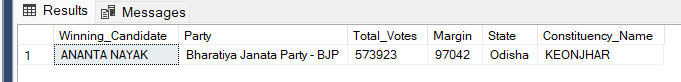 Results Messages
Winning_Candidate Party Total_Votes Margin State Constituency_Name
1 ANANTA NAYAK Bharatiya Janata Party - BJP 573923 97042 Odisha KEONJHAR